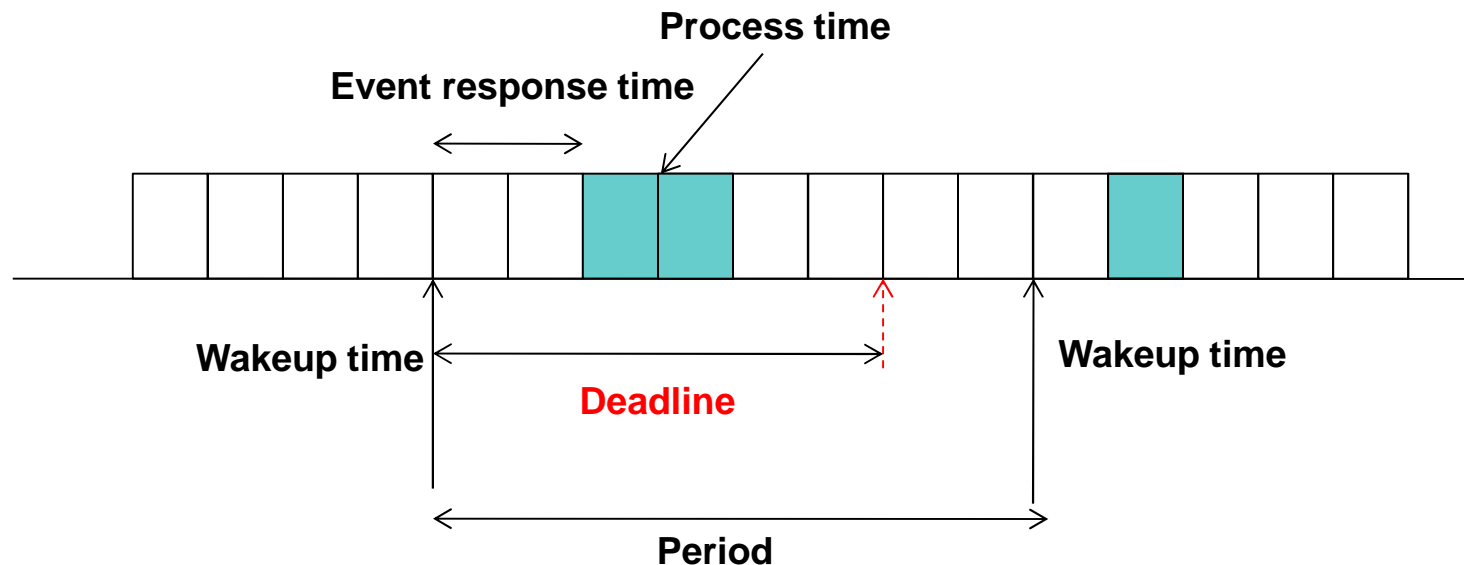 Process time
Event response time
Wakeup time
Wakeup time
Deadline
Period